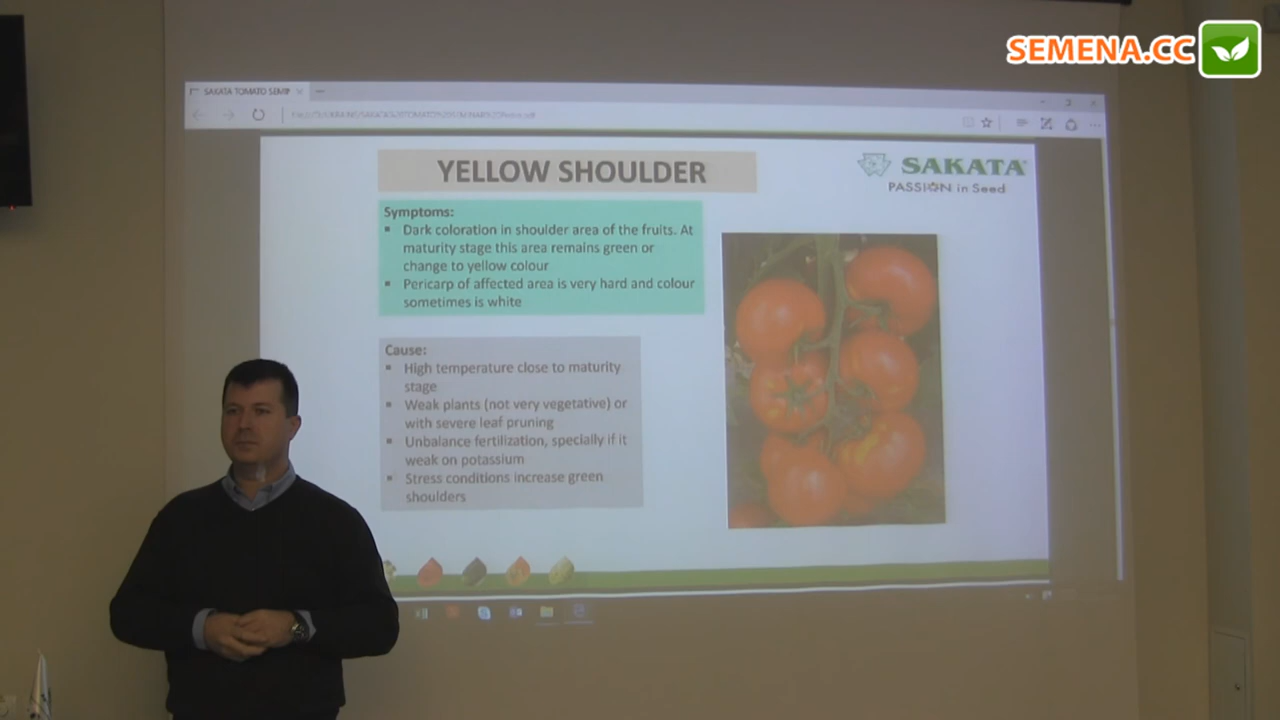 SEMENA.CC
SAKATA TOMATO SEMIN
YELLOW SHOULDER
SAKATA
PASSION in Seed
Symptoms:
▪ Dark coloration in shoulder area of the fruits. At
maturity stage this area remains green or
change to yellow colour
▪ Pericarp of affected area is very hard and colour
sometimes is white
Cause:
▪ High temperature close to maturity
stage
▪ Weak plants (not very vegetative) or
with severe leaf pruning
▪ Unbalance fertilization, specially if it
weak on potassium
▪ Stress conditions increase green
shoulders